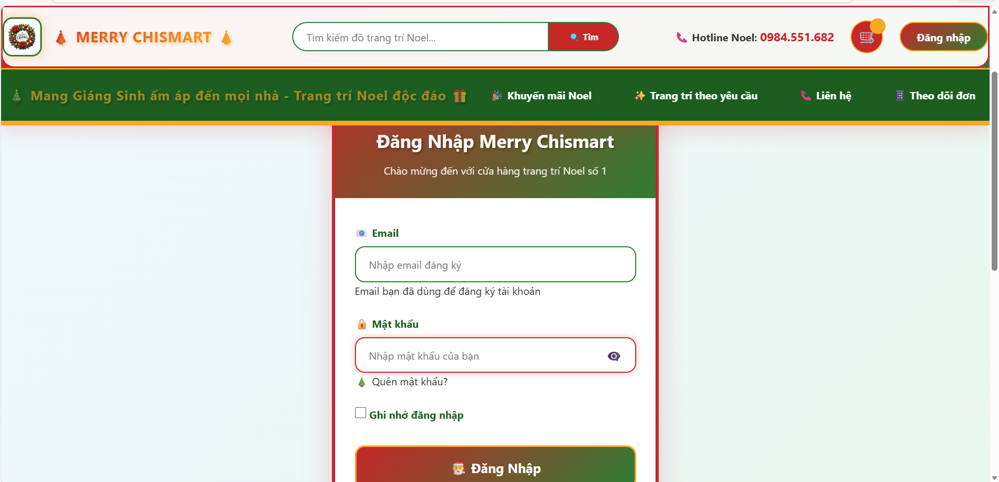 MERRY CHISMART
Tìm kiếm đồ trang trí Noel...
Tìm
Hotline Noel: 0984.551.682
Đăng nhập
Mang Giáng Sinh ấm áp đến mọi nhà - Trang trí Noel độc đáo
Khuyến mãi Noel
Trang trí theo yêu cầu
Liên hệ
Theo dõi đơn
Đăng Nhập Merry Chismart
Chào mừng đến với cửa hàng trang trí Noel số 1
Email
Nhập email đăng ký
Email bạn đã dùng để đăng ký tài khoản
Mật khẩu
Nhập mật khẩu của bạn
Quên mật khẩu?
Ghi nhớ đăng nhập
Đăng Nhập